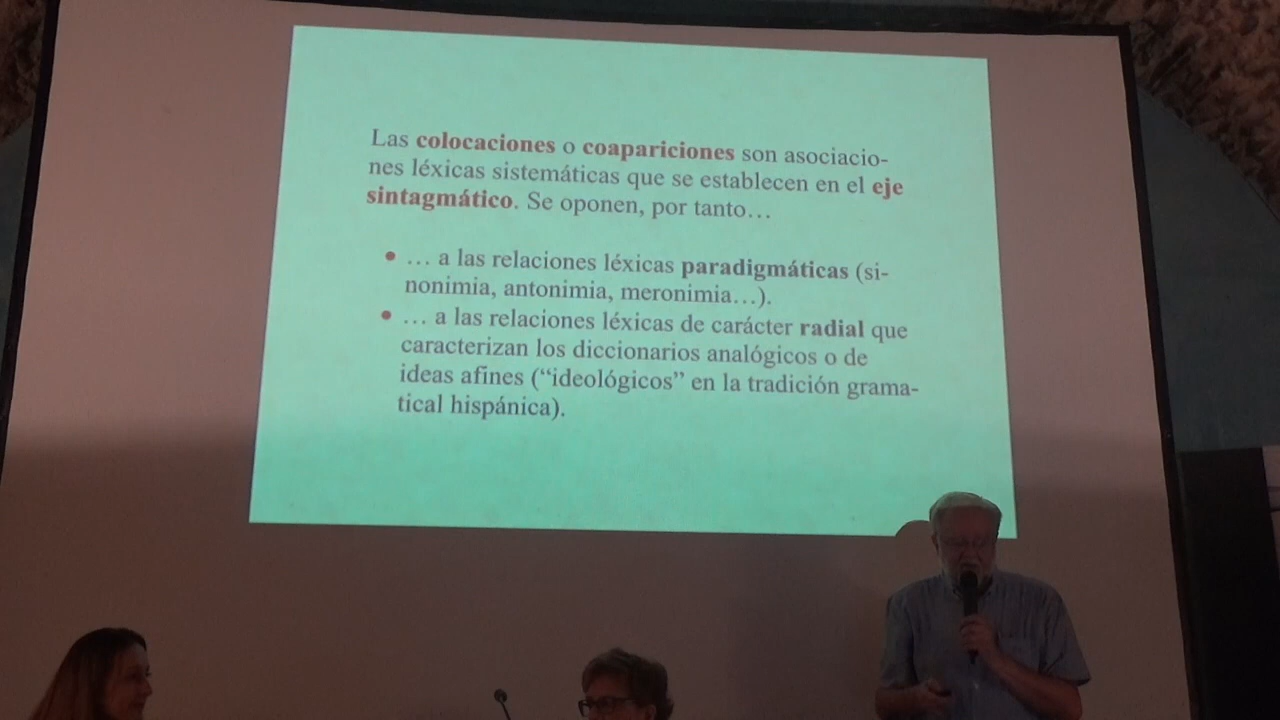 Las colocaciones o coapariciones son asociacio-
nes léxicas sistemáticas que se establecen en el eje
sintagmático. Se oponen, por tanto…
• … a las relaciones léxicas paradigmáticas (si-
nonimia, antonimia, meronimia…).
• … a las relaciones léxicas de carácter radial que
caracterizan los diccionarios analógicos o de
ideas afines (“ideológicos” en la tradición grama-
tical hispánica).